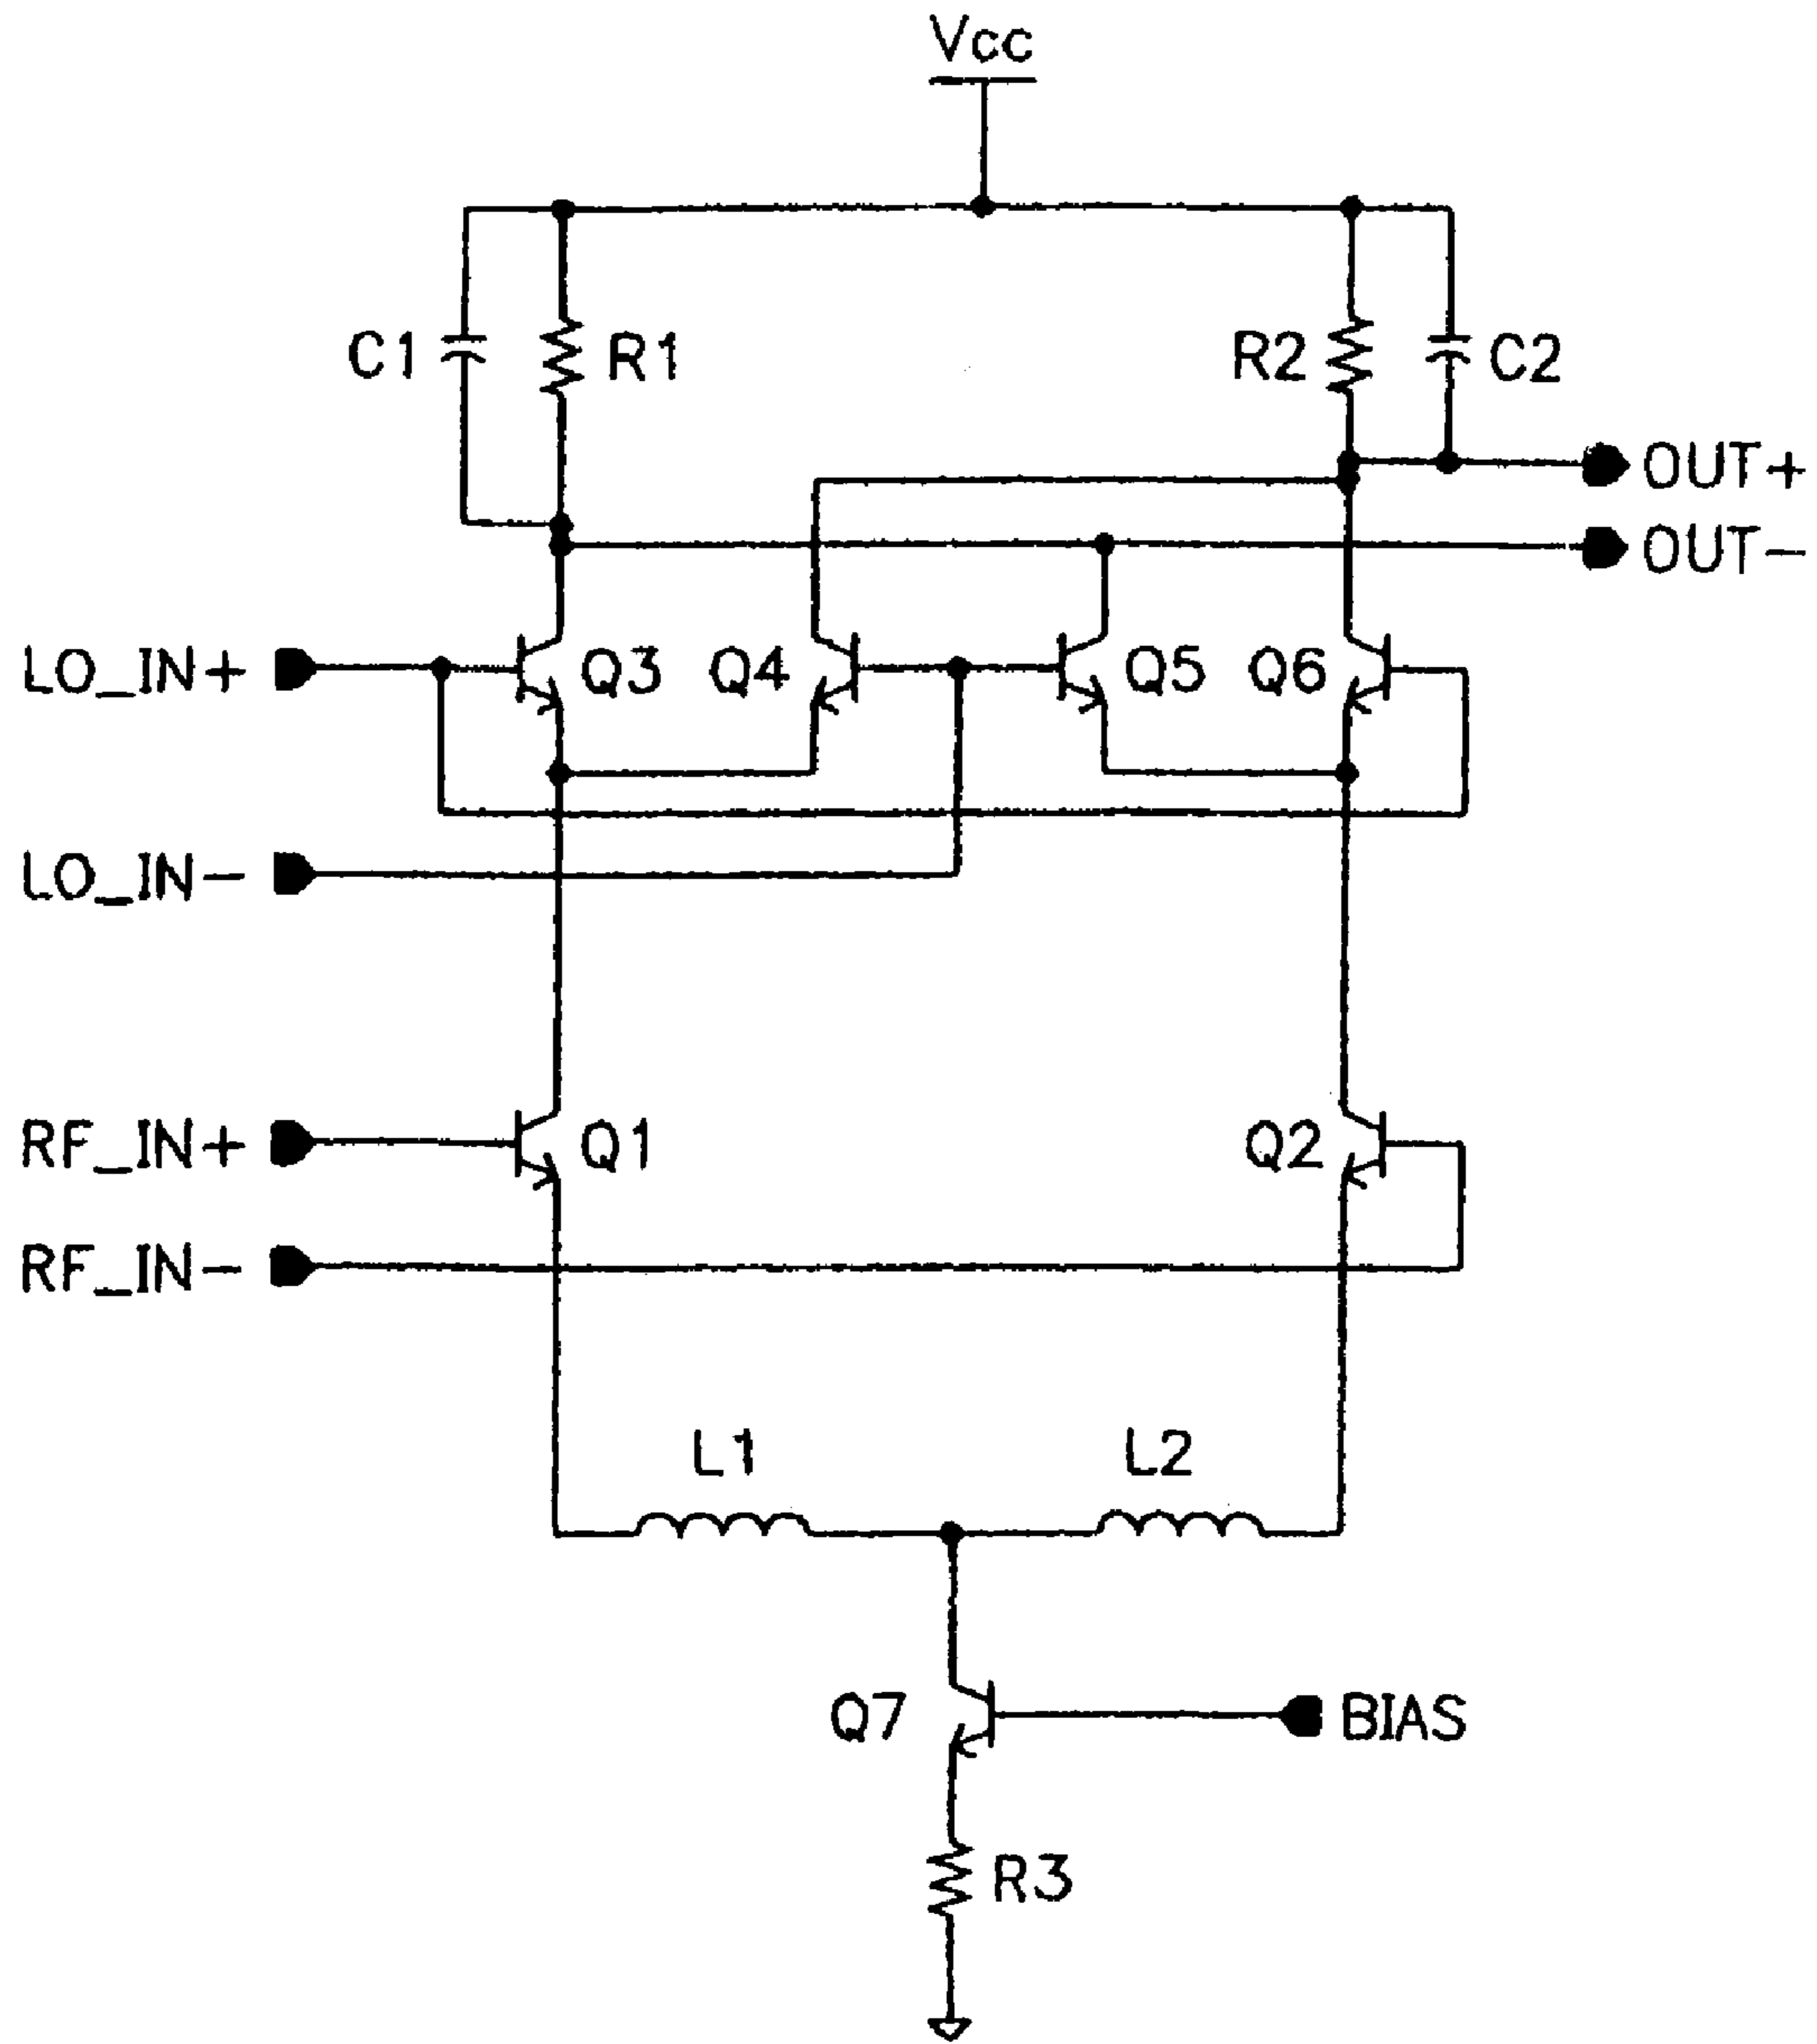 Vcc
C1 R1 R2 C2
OUT+
OUT-
LO_IN+ Q3 Q4 Q5 Q6
LO_IN-
RF_IN+ Q1 Q2
RF_IN-
L1 L2
Q7 BIAS
R3